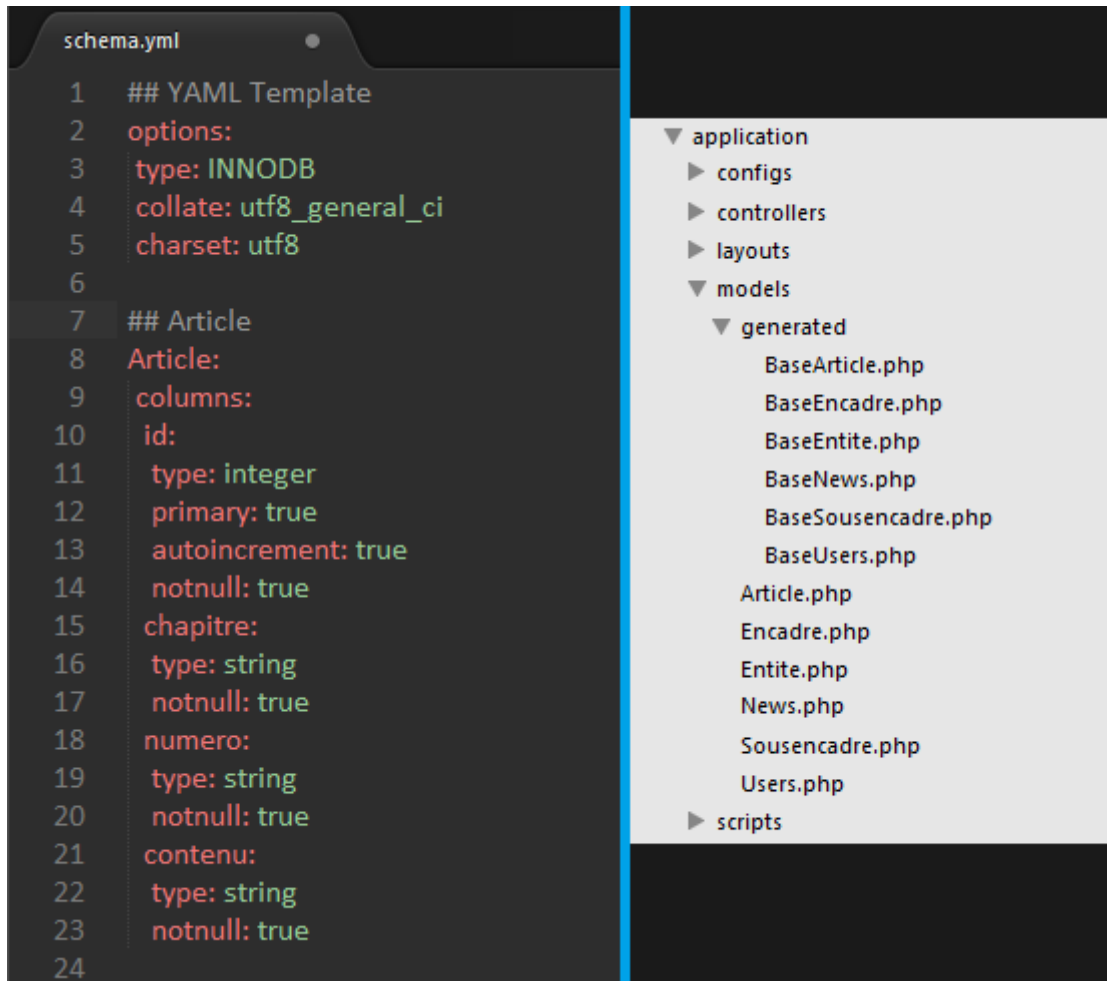 schema.yml
1 ## YAML Template
2 options:
3 type: INNODB
4 collate: utf8_general_ci
5 charset: utf8
6
7 ## Article
8 Article:
9 columns:
10 id:
11 type: integer
12 primary: true
13 autoincrement: true
14 notnull: true
15 chapitre:
16 type: string
17 notnull: true
18 numero:
19 type: string
20 notnull: true
21 contenu:
22 type: string
23 notnull: true
24
application
configs
controllers
layouts
models
generated
BaseArticle.php
BaseEncadre.php
BaseEntite.php
BaseNews.php
BaseSousencadre.php
BaseUsers.php
Article.php
Encadre.php
Entite.php
News.php
Sousencadre.php
Users.php
scripts